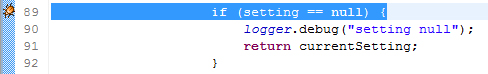 89 if (setting == null) {
90 logger.debug("setting null");
91 return currentSetting;
92 }